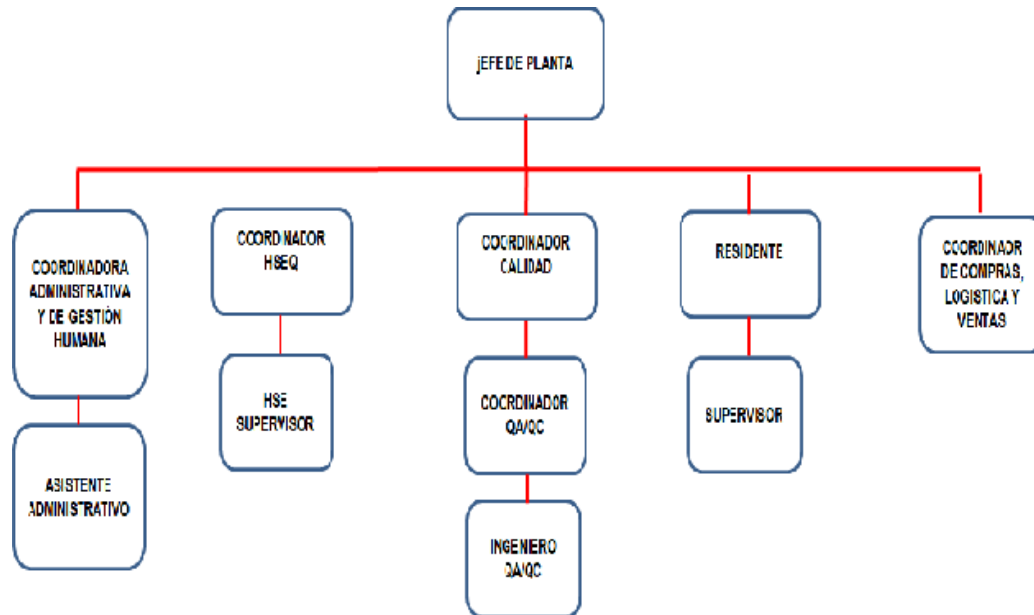 jEFE DE PLANTA
COORDINADORA
ADMINISTRATIVA
Y DE GESTIÓN
HUMANA
COORDINADOR
HSEQ
COORDINADOR
CALIDAD
RESIDENTE
COORDINAOR
DE COMPRAS,
LOGISTICA Y
VENTAS
ASISTENTE
ADMINISTRATIVO
HSE
SUPERVISOR
COORDINADOR
QA/QC
SUPERVISOR
INGENIERO
QA/QC